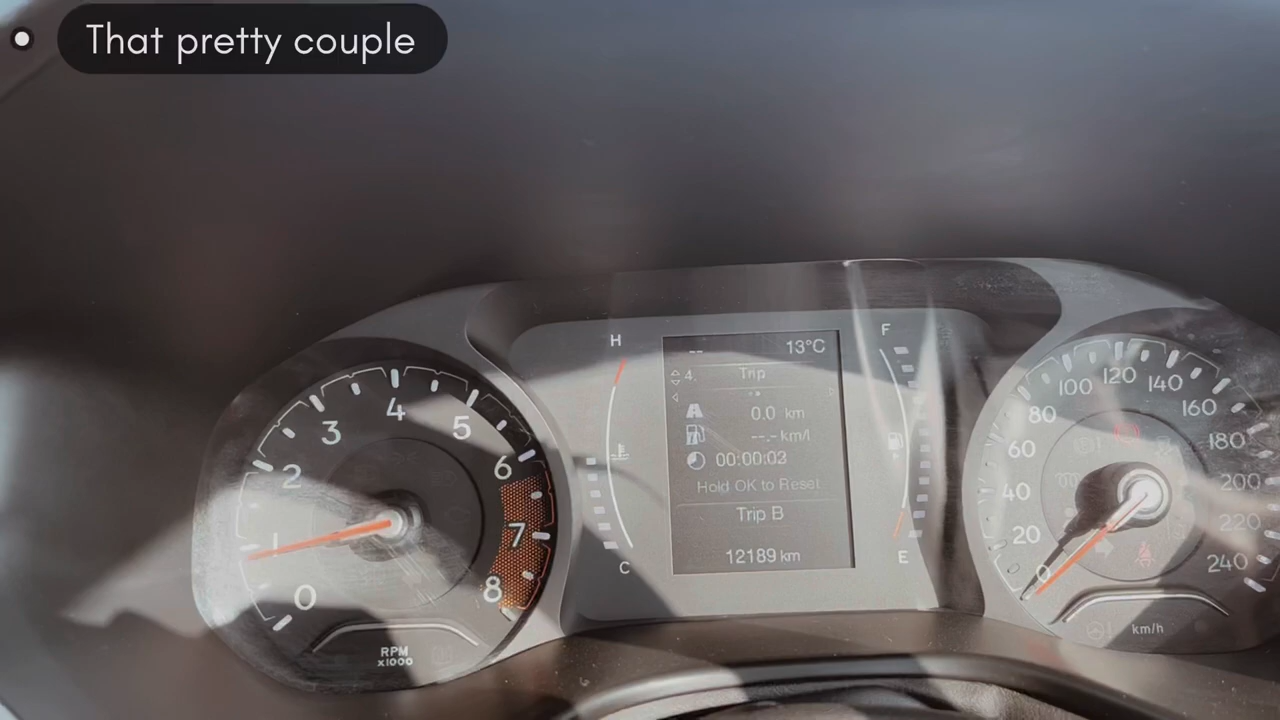 That pretty couple
H
F
13°C
4. Trip
0.0 km
--.- km/l
00:00:02
Hold OK to Reset
Trip B
12189 km
C
E
0
1
2
3
4
5
6
7
8
RPM
x1000
0
20
40
60
80
100
120
140
160
180
200
220
240
km/h